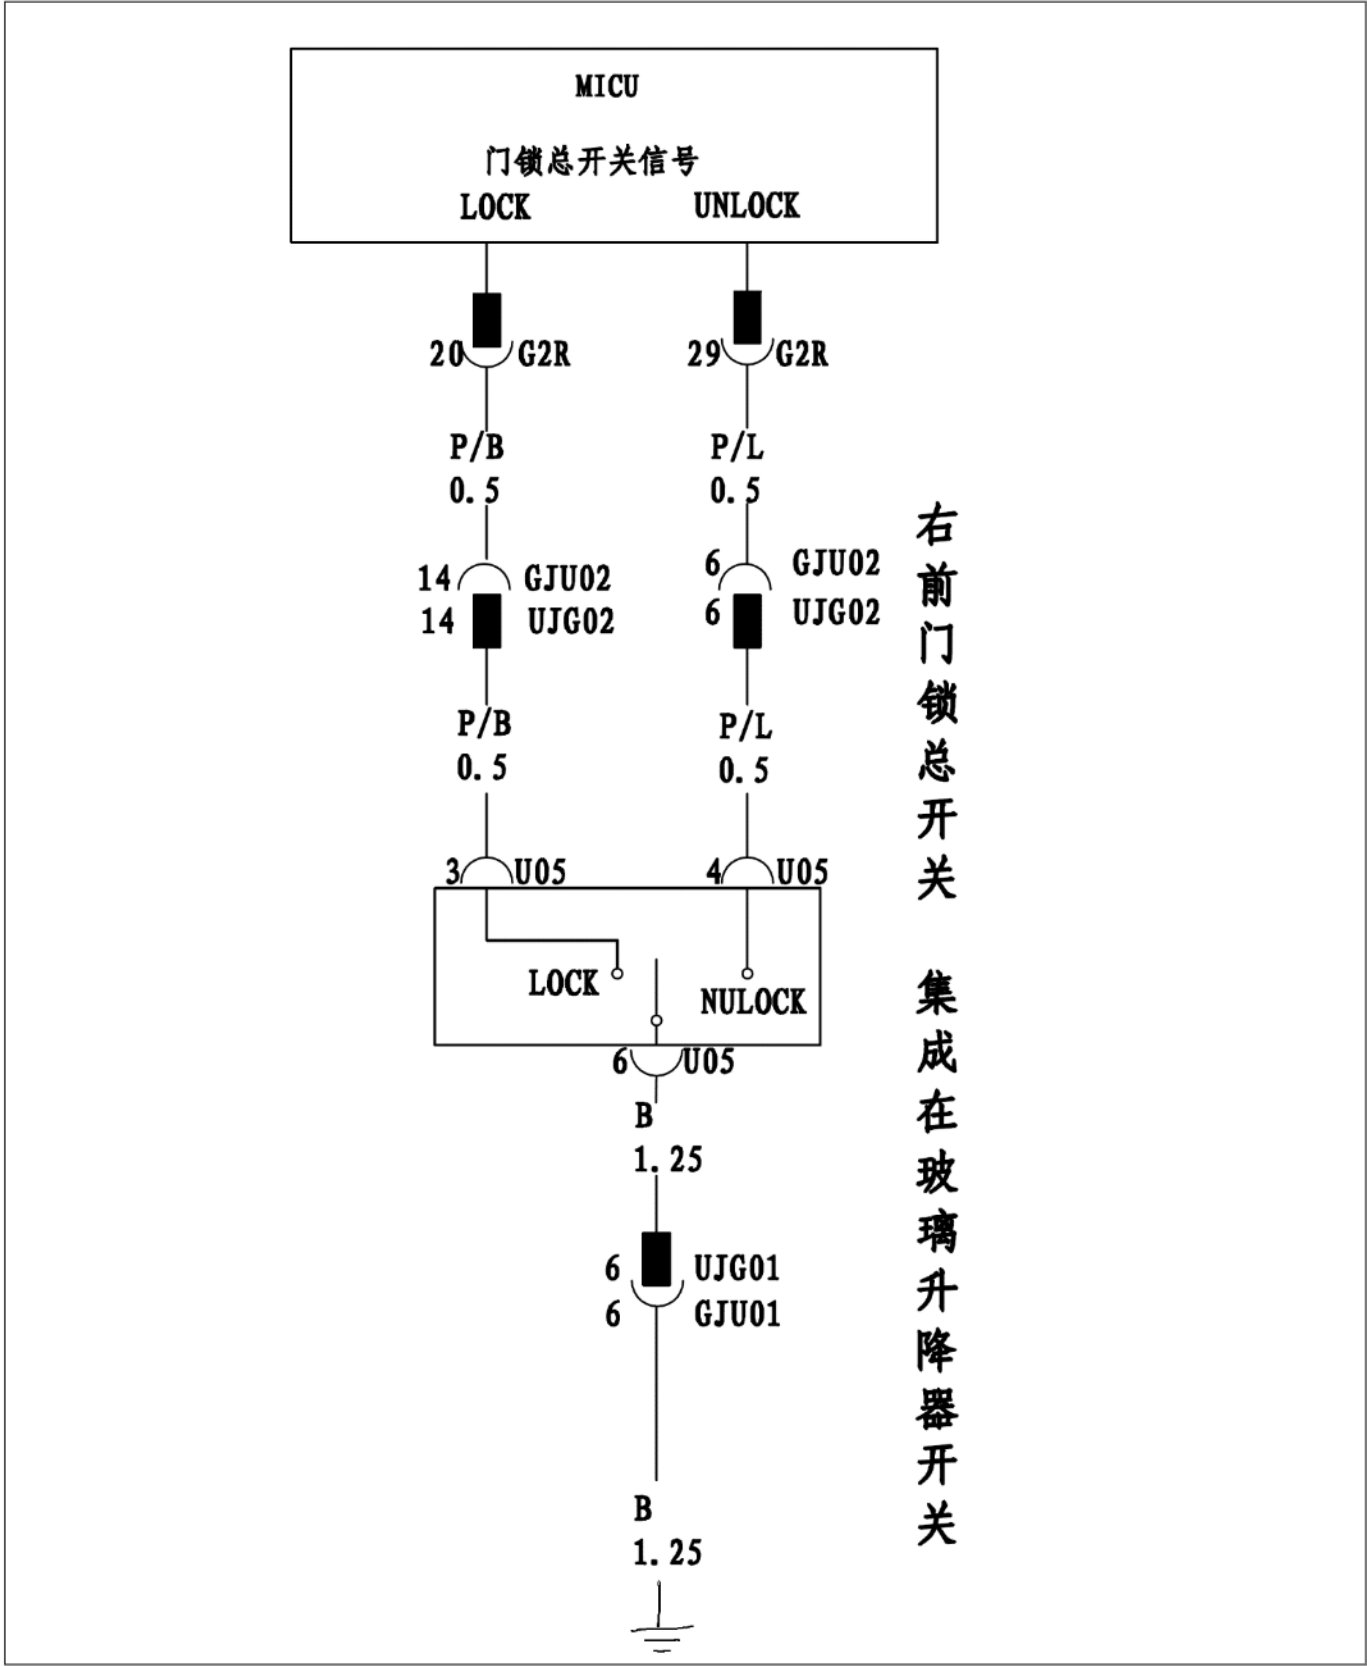 MICU
门锁总开关信号
LOCK UNLOCK
20 G2R 29 G2R
P/B P/L
0.5 0.5
14 GJU02 6 GJU02
14 UJG02 6 UJG02
P/B P/L
0.5 0.5
3 U05 4 U05
LOCK NULOCK
6 U05
B
1.25
6 UJG01
6 GJU01
B
1.25
右前门锁总开关 集成在玻璃升降器开关